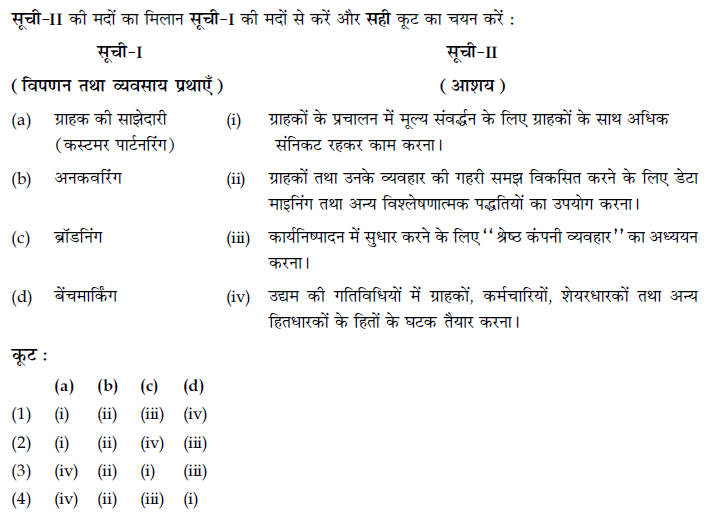 सूची-II की मदों का मिलान सूची-I की मदों से करें और सही कूट का चयन करें :
सूची-I सूची-II
( विपणन तथा व्यवसाय प्रथाएँ ) ( आशय )
(a) ग्राहक की साझेदारी (i) ग्राहकों के प्रचालन में मूल्य संवर्द्धन के लिए ग्राहकों के साथ अधिक
(कस्टमर पार्टनरिंग) संनिकट रहकर काम करना।
(b) अनकवरिंग (ii) ग्राहकों तथा उनके व्यवहार की गहरी समझ विकसित करने के लिए डेटा
माइनिंग तथा अन्य विश्लेषणात्मक पद्धतियों का उपयोग करना।
(c) ब्रॉडनिंग (iii) कार्यनिष्पादन में सुधार करने के लिए ‘‘श्रेष्ठ कंपनी व्यवहार’’ का अध्ययन
करना।
(d) बेंचमार्किंग (iv) उद्यम की गतिविधियों में ग्राहकों, कर्मचारियों, शेयरधारकों तथा अन्य
हितधारकों के हितों के घटक तैयार करना।
कूट :
(a) (b) (c) (d)
(1) (i) (ii) (iii) (iv)
(2) (i) (ii) (iv) (iii)
(3) (iv) (ii) (i) (iii)
(4) (iv) (ii) (iii) (i)